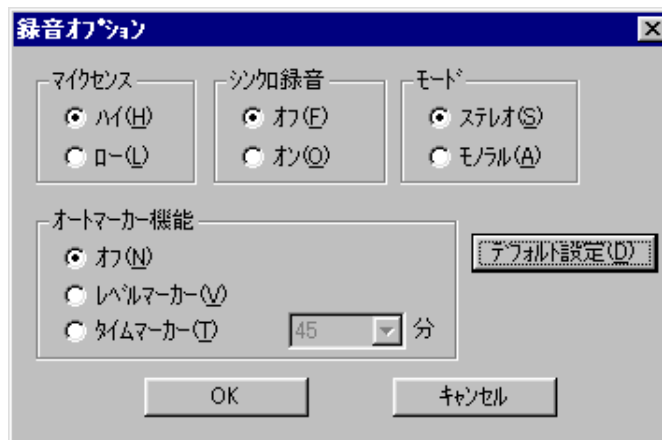 録音ｵﾌﾟｼｮﾝ
ﾏｲｸｾﾝｽ
ﾊｲ(H)
ﾛｰ(L)
ｼﾝｸﾛ録音
ｵﾌ(F)
ｵﾝ(O)
ﾓｰﾄﾞ
ｽﾃﾚｵ(S)
ﾓﾉﾗﾙ(A)
ｵｰﾄﾏｰｶｰ機能
ｵﾌ(N)
ﾚﾍﾞﾙﾏｰｶｰ(V)
ﾀｲﾑﾏｰｶｰ(T)
45
分
ﾃﾞﾌｫﾙﾄ設定(D)
OK
ｷｬﾝｾﾙ